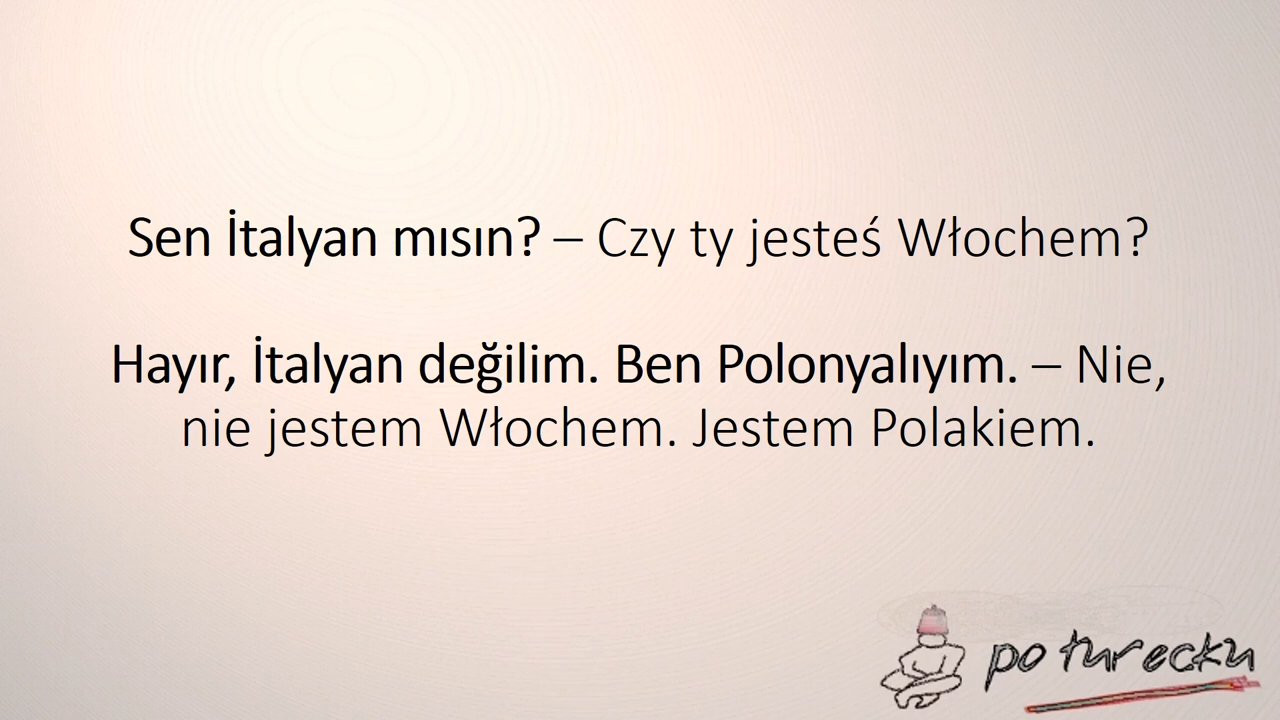 Sen İtalyan mısın? – Czy ty jesteś Włochem?
Hayır, İtalyan değilim. Ben Polonyalıyım. – Nie,
nie jestem Włochem. Jestem Polakiem.
po turecku